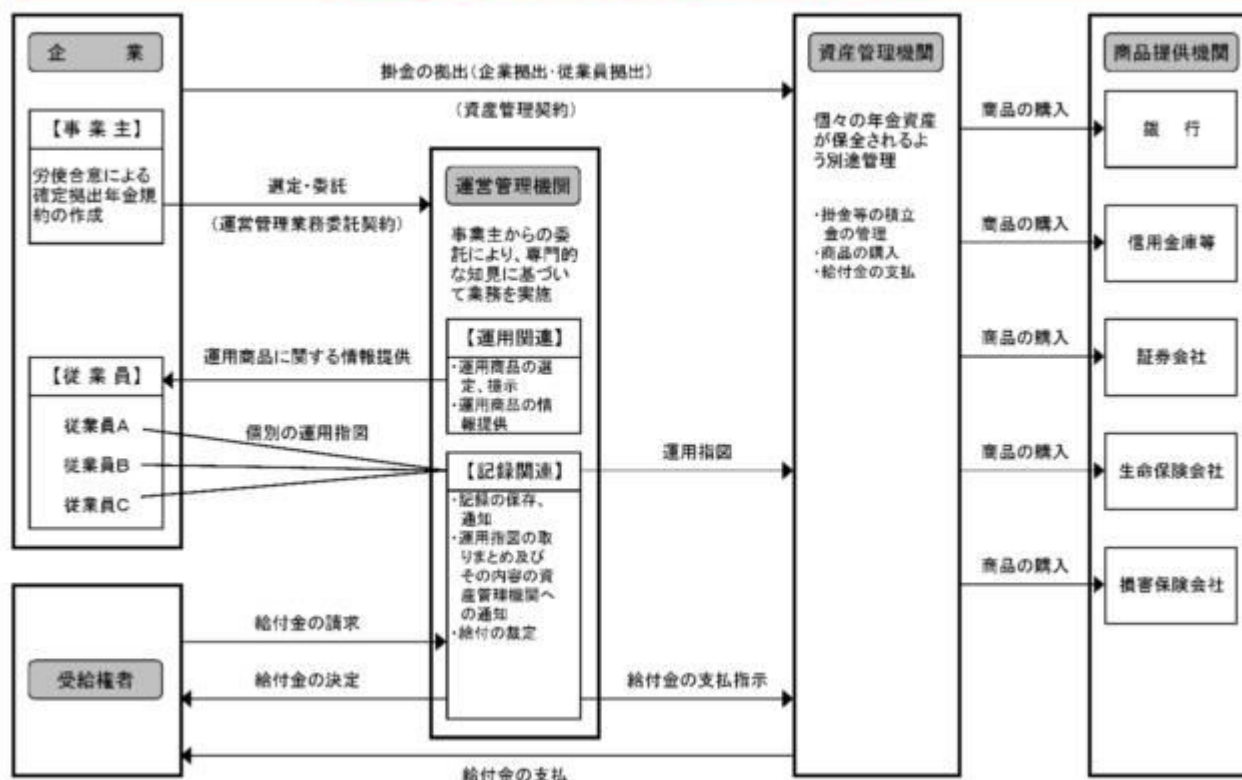 企　業
【事 業 主】
労使合意による
確定拠出年金規
約の作成
【従 業 員】
従業員A
従業員B
従業員C
受給権者
掛金の拠出(企業拠出・従業員拠出)
(資産管理契約)
選定・委託
(運営管理業務委託契約)
運用商品に関する情報提供
個別の運用指図
給付金の請求
給付金の決定
給付金の支払
運営管理機関
事業主からの委
託により、専門的
な知見に基づい
て業務を実施
【運用関連】
・運用商品の選
定、提示
・運用商品の情
報提供
【記録関連】
・記録の保存、
通知
・運用指図の取
りまとめ及び
その内容の資
産管理機関へ
の通知
・給付の裁定
運用指図
給付金の支払指示
資産管理機関
個々の年金資産
が保全されるよ
う別途管理
・掛金等の積立
金の管理
・商品の購入
・給付金の支払
商品の購入
商品の購入
商品の購入
商品の購入
商品の購入
商品提供機関
銀　行
信用金庫等
証券会社
生命保険会社
損害保険会社